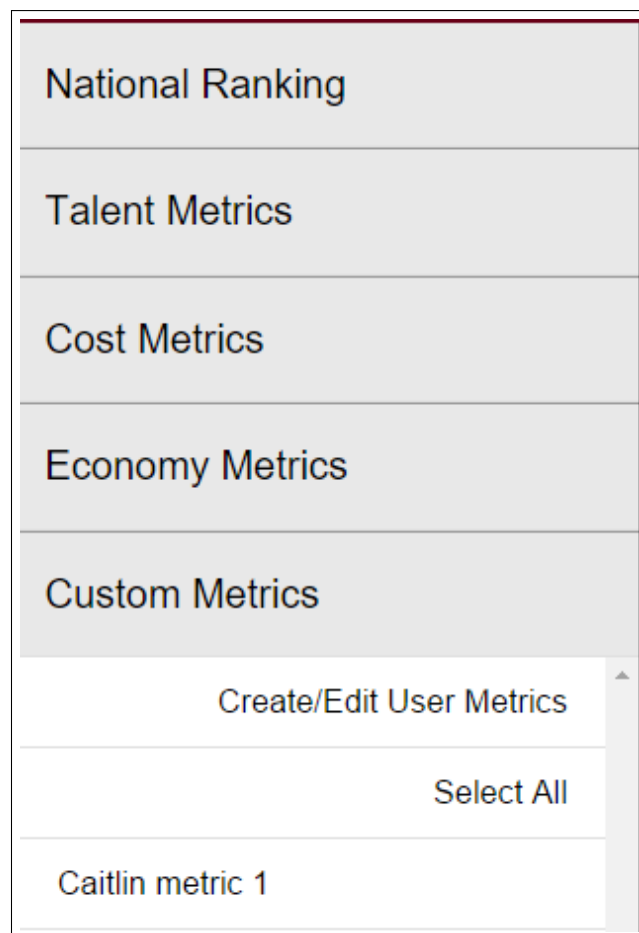 National Ranking
Talent Metrics
Cost Metrics
Economy Metrics
Custom Metrics
Create/Edit User Metrics
Select All
Caitlin metric 1